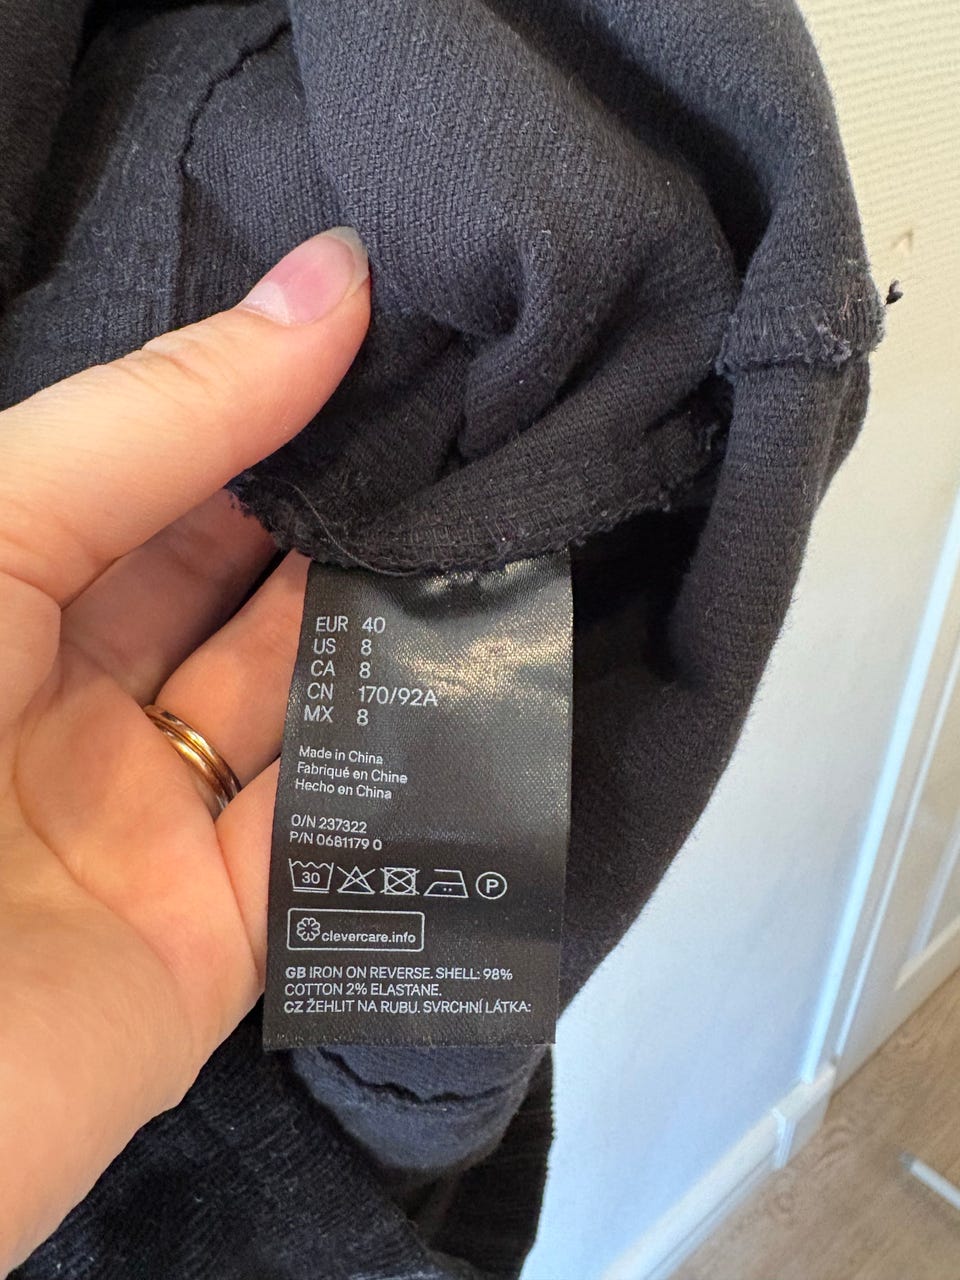 EUR 40
US 8
CA 8
CN 170/92A
MX 8
Made in China
Fabriqué en Chine
Hecho en China
O/N 237322
P/N 0681179 0
30 P
clevercare.info
GB IRON ON REVERSE. SHELL: 98%
COTTON 2% ELASTANE.
CZ ŽEHLIT NA RUBU. SVRCHNÍ LÁTKA: